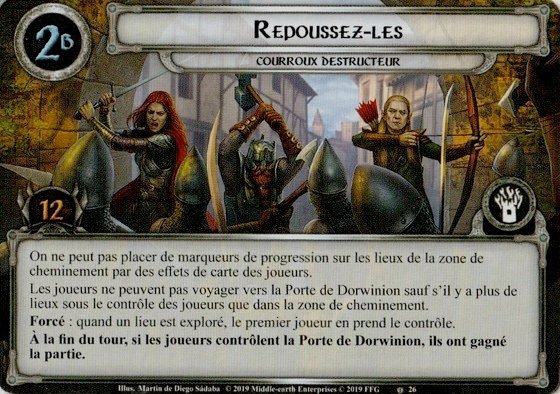 2B
REPOUSSEZ-LES
COURROUX DESTRUCTEUR
12
On ne peut pas placer de marqueurs de progression sur les lieux de la zone de
cheminement par des effets de carte des joueurs.
Les joueurs ne peuvent pas voyager vers la Porte de Dorwinion sauf s'il y a plus de
lieux sous le contrôle des joueurs que dans la zone de cheminement.
Forcé : quand un lieu est exploré, le premier joueur en prend le contrôle.
À la fin du tour, si les joueurs contrôlent la Porte de Dorwinion, ils ont gagné
la partie.
Illus. Martin de Diego Sádaba © 2019 Middle-earth Enterprises © 2019 FFG 26